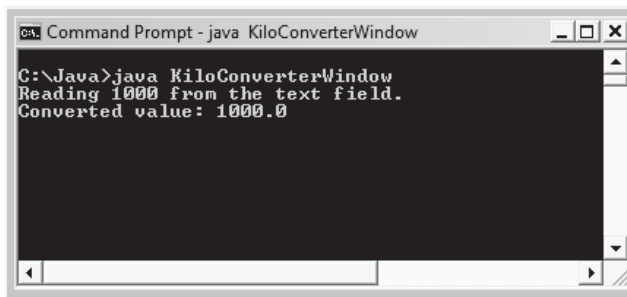 Command Prompt - java KiloConverterWindow
C:\Java>java KiloConverterWindow
Reading 1000 from the text field.
Converted value: 1000.0